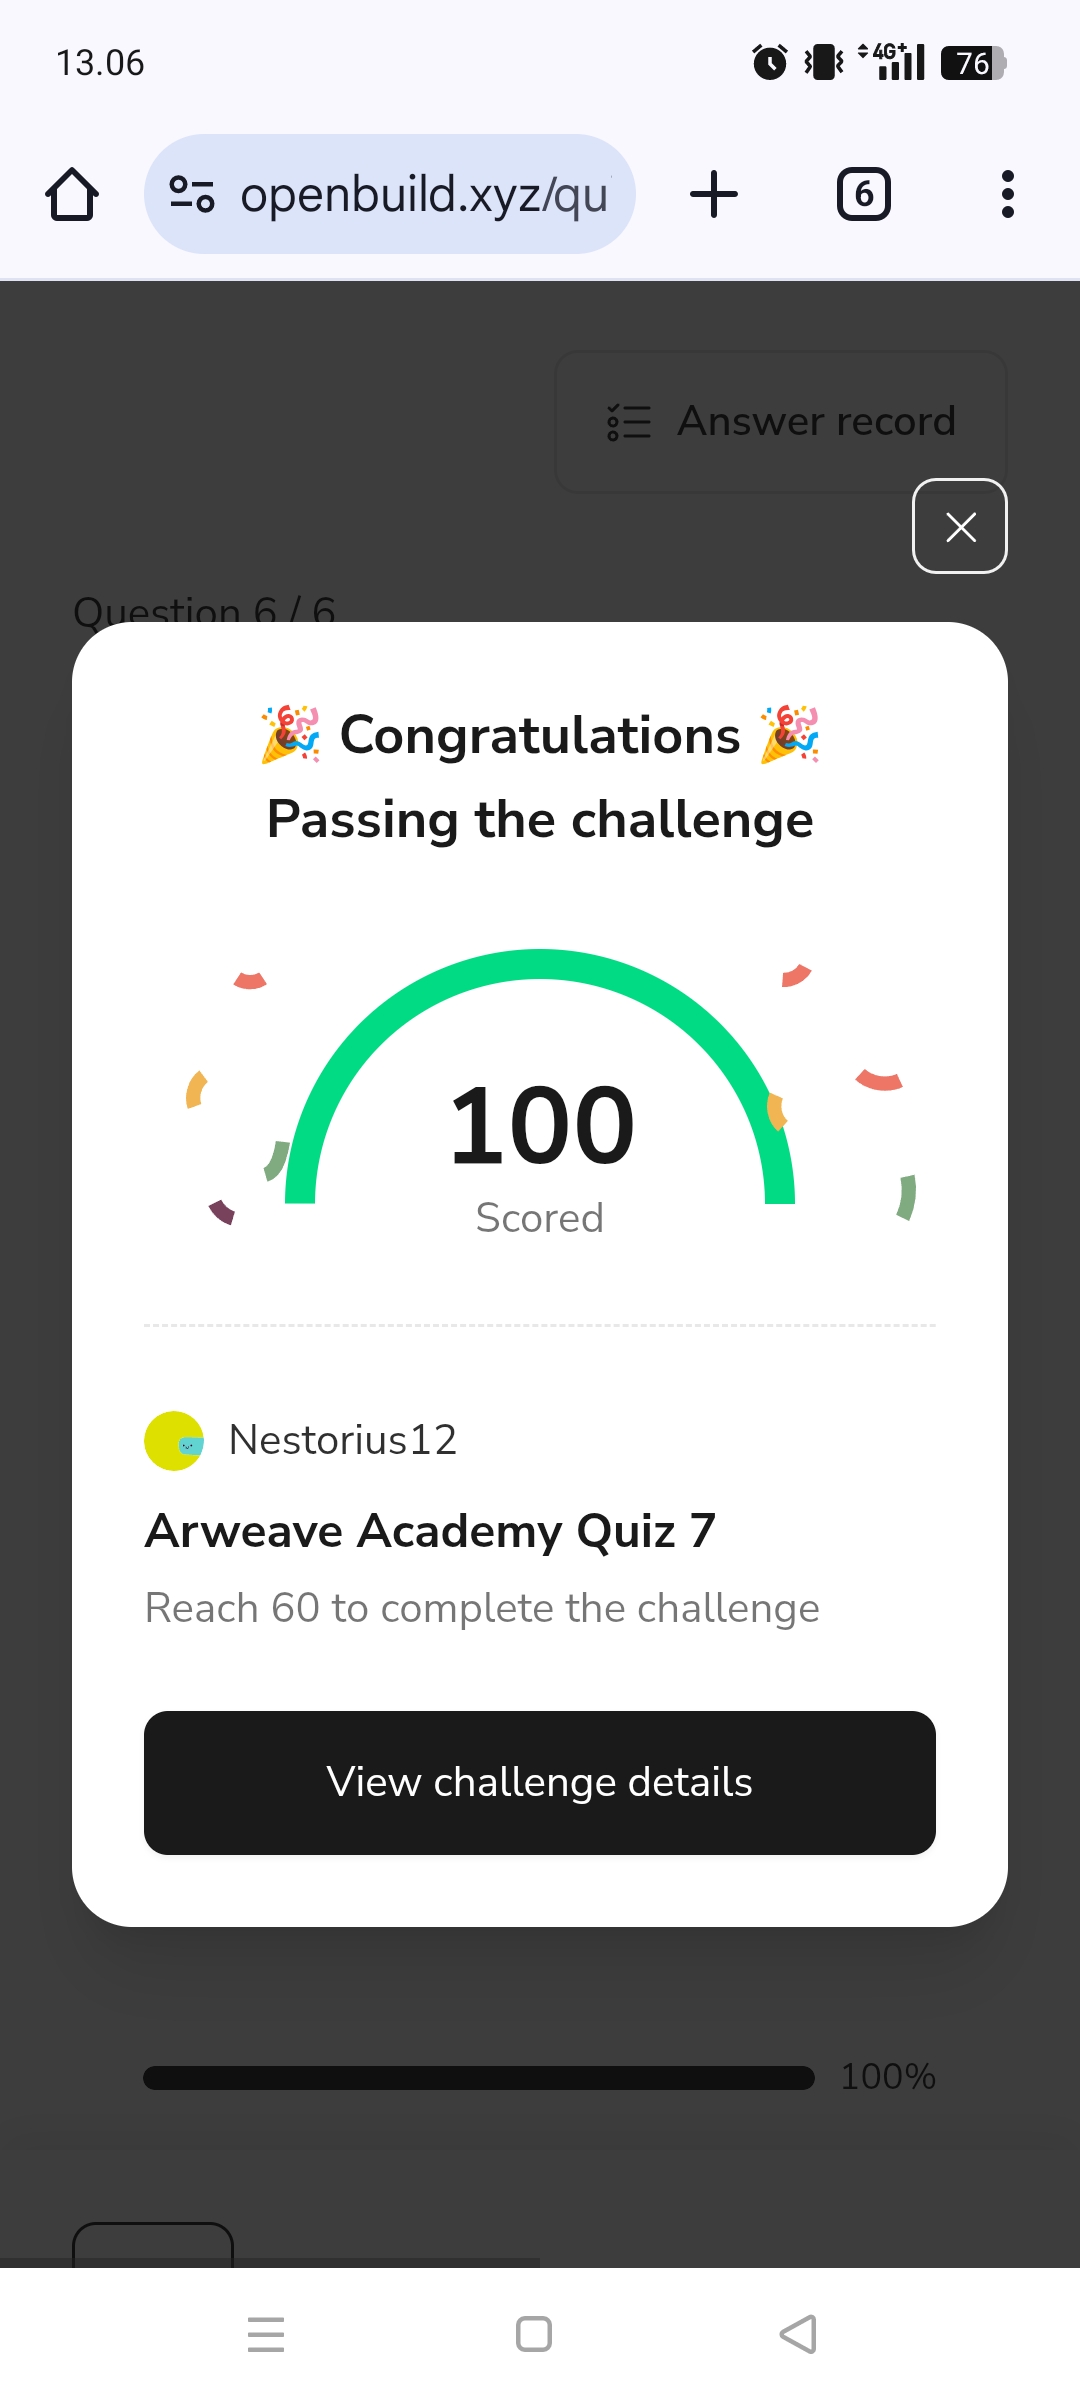 13.06
4G+
76
openbuild.xyz/qu
6
Answer record
Question 6 / 6
🎉 Congratulations 🎉
Passing the challenge
100
Scored
Nestorius12
Arweave Academy Quiz 7
Reach 60 to complete the challenge
View challenge details
100%